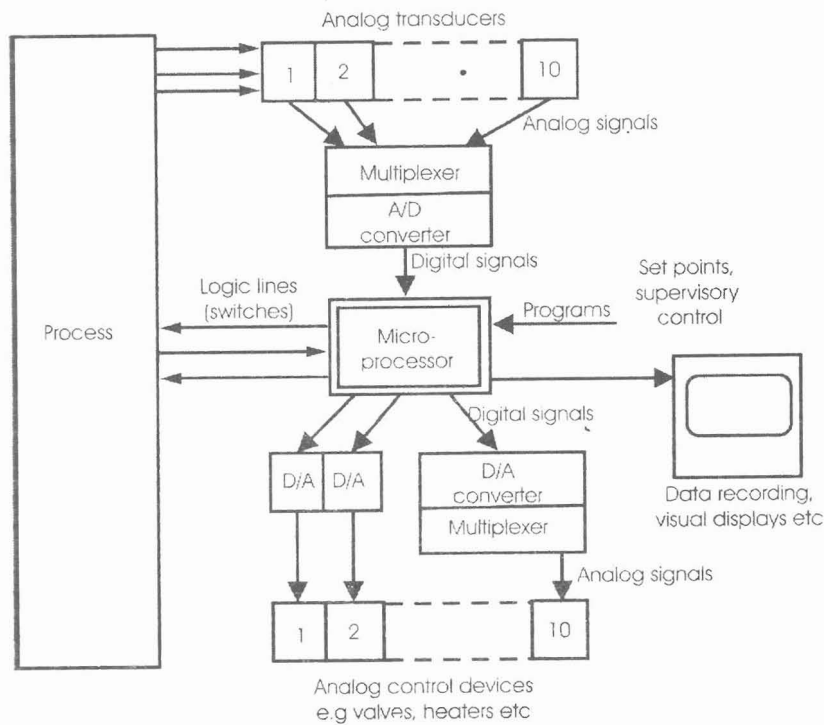 Analog transducers
1 2 10
Analog signals
Multiplexer
A/D
converter
Digital signals
Logic lines
(switches)
Set points,
supervisory
control
Programs
Process
Micro-
processor
Digital signals
D/A D/A
D/A
converter
Multiplexer
Data recording,
visual displays etc
Analog signals
1 2 10
Analog control devices
e.g valves, heaters etc